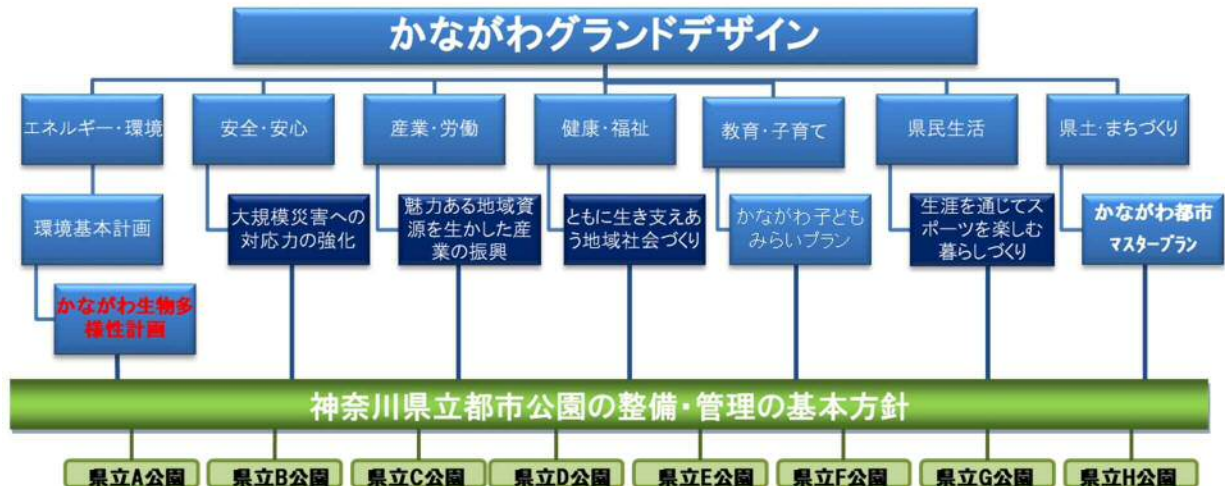 かながわグランドデザイン
エネルギー・環境
安全・安心
産業・労働
健康・福祉
教育・子育て
県民生活
県土・まちづくり
環境基本計画
大規模災害への
対応力の強化
魅力ある地域資
源を生かした産
業の振興
ともに生き支えあ
う地域社会づくり
かながわ子ども
みらいプラン
生涯を通じてス
ポーツを楽しむ
暮らしづくり
かながわ都市
マスタープラン
かながわ生物多
様性計画
神奈川県立都市公園の整備・管理の基本方針
県立A公園
県立B公園
県立C公園
県立D公園
県立E公園
県立F公園
県立G公園
県立H公園